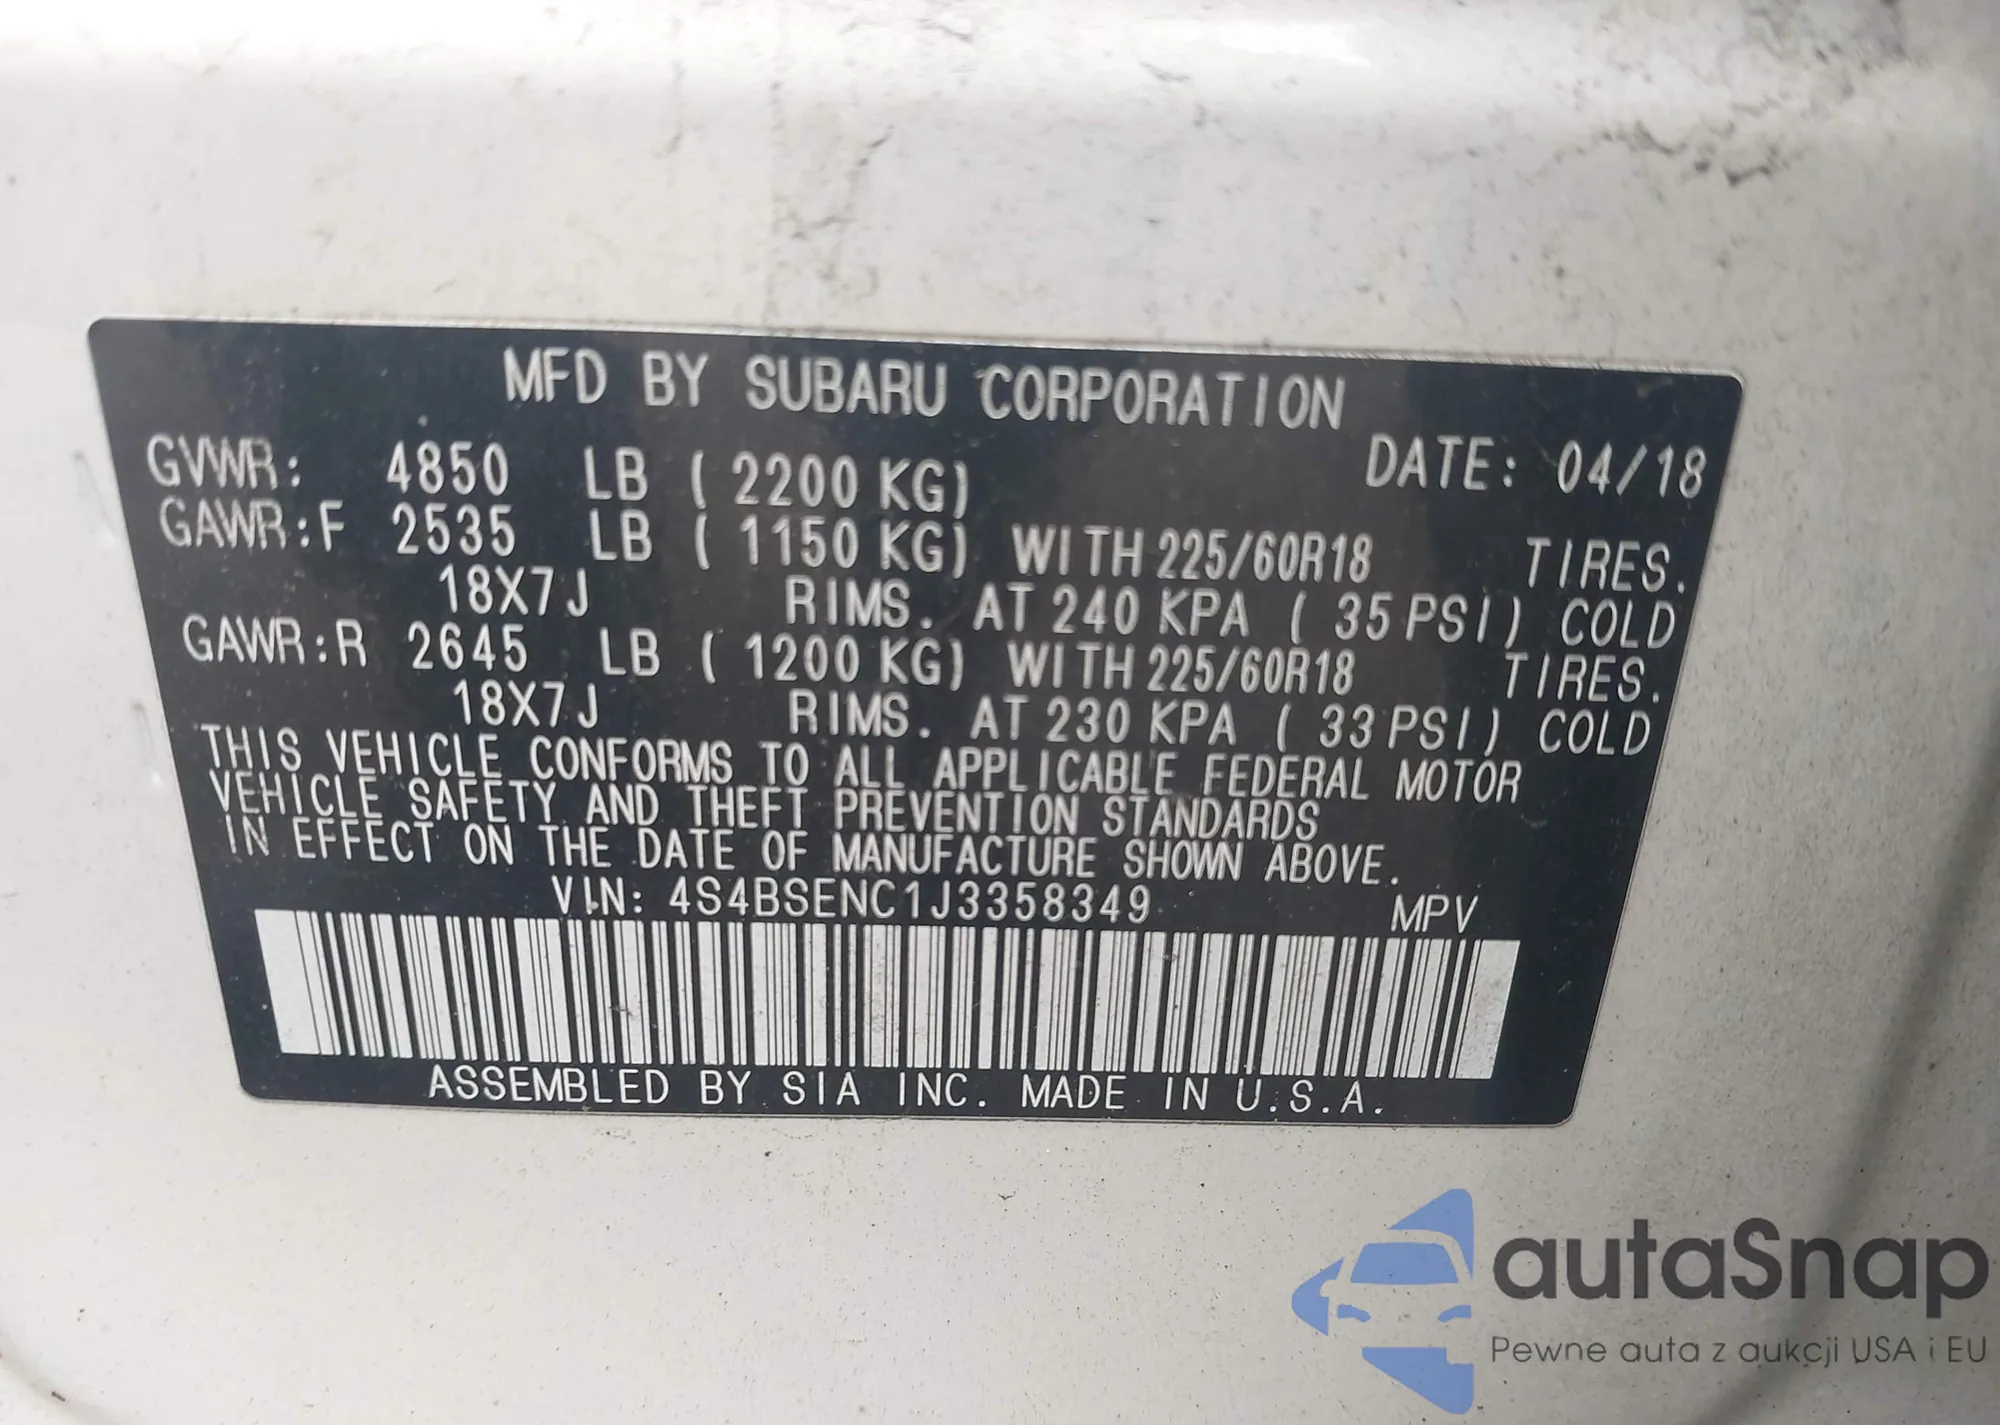 MFD BY SUBARU CORPORATION
GVWR: 4850 LB ( 2200 KG) DATE: 04/18
GAWR:F 2535 LB ( 1150 KG) WITH 225/60R18 TIRES.
18X7J RIMS. AT 240 KPA ( 35 PSI) COLD
GAWR:R 2645 LB ( 1200 KG) WITH 225/60R18 TIRES.
18X7J RIMS. AT 230 KPA ( 33 PSI) COLD
THIS VEHICLE CONFORMS TO ALL APPLICABLE FEDERAL MOTOR
VEHICLE SAFETY AND THEFT PREVENTION STANDARDS
IN EFFECT ON THE DATE OF MANUFACTURE SHOWN ABOVE.
VIN: 4S4BSENC1J3358349 MPV
ASSEMBLED BY SIA INC. MADE IN U.S.A.
autaSnap
Pewne auta z aukcji USA i EU